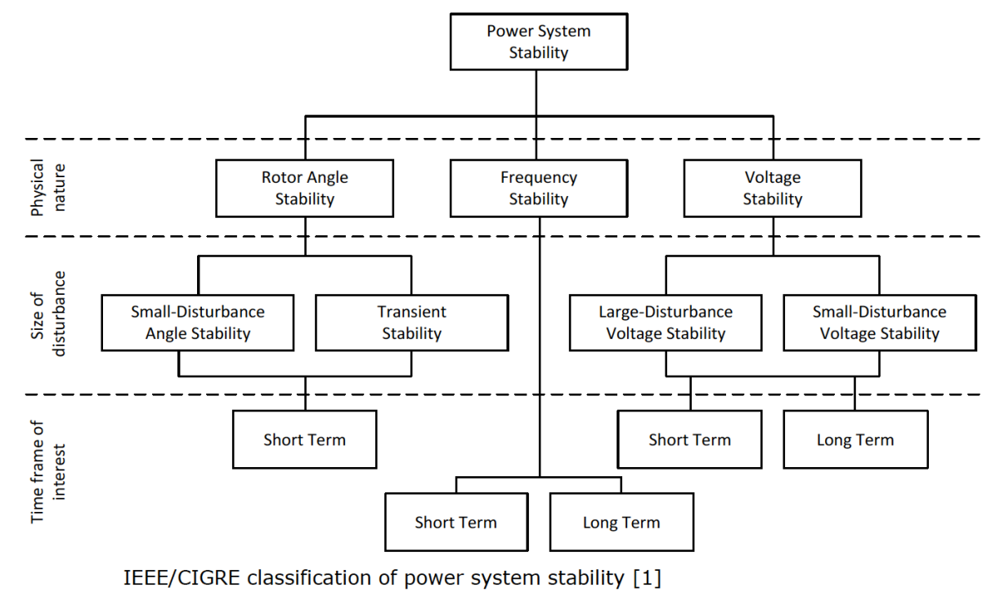 Power System
Stability
Physical
nature
Rotor Angle
Stability
Frequency
Stability
Voltage
Stability
Size of
disturbance
Small-Disturbance
Angle Stability
Transient
Stability
Large-Disturbance
Voltage Stability
Small-Disturbance
Voltage Stability
Time frame of
interest
Short Term
Short Term
Long Term
Short Term
Long Term
IEEE/CIGRE classification of power system stability [1]